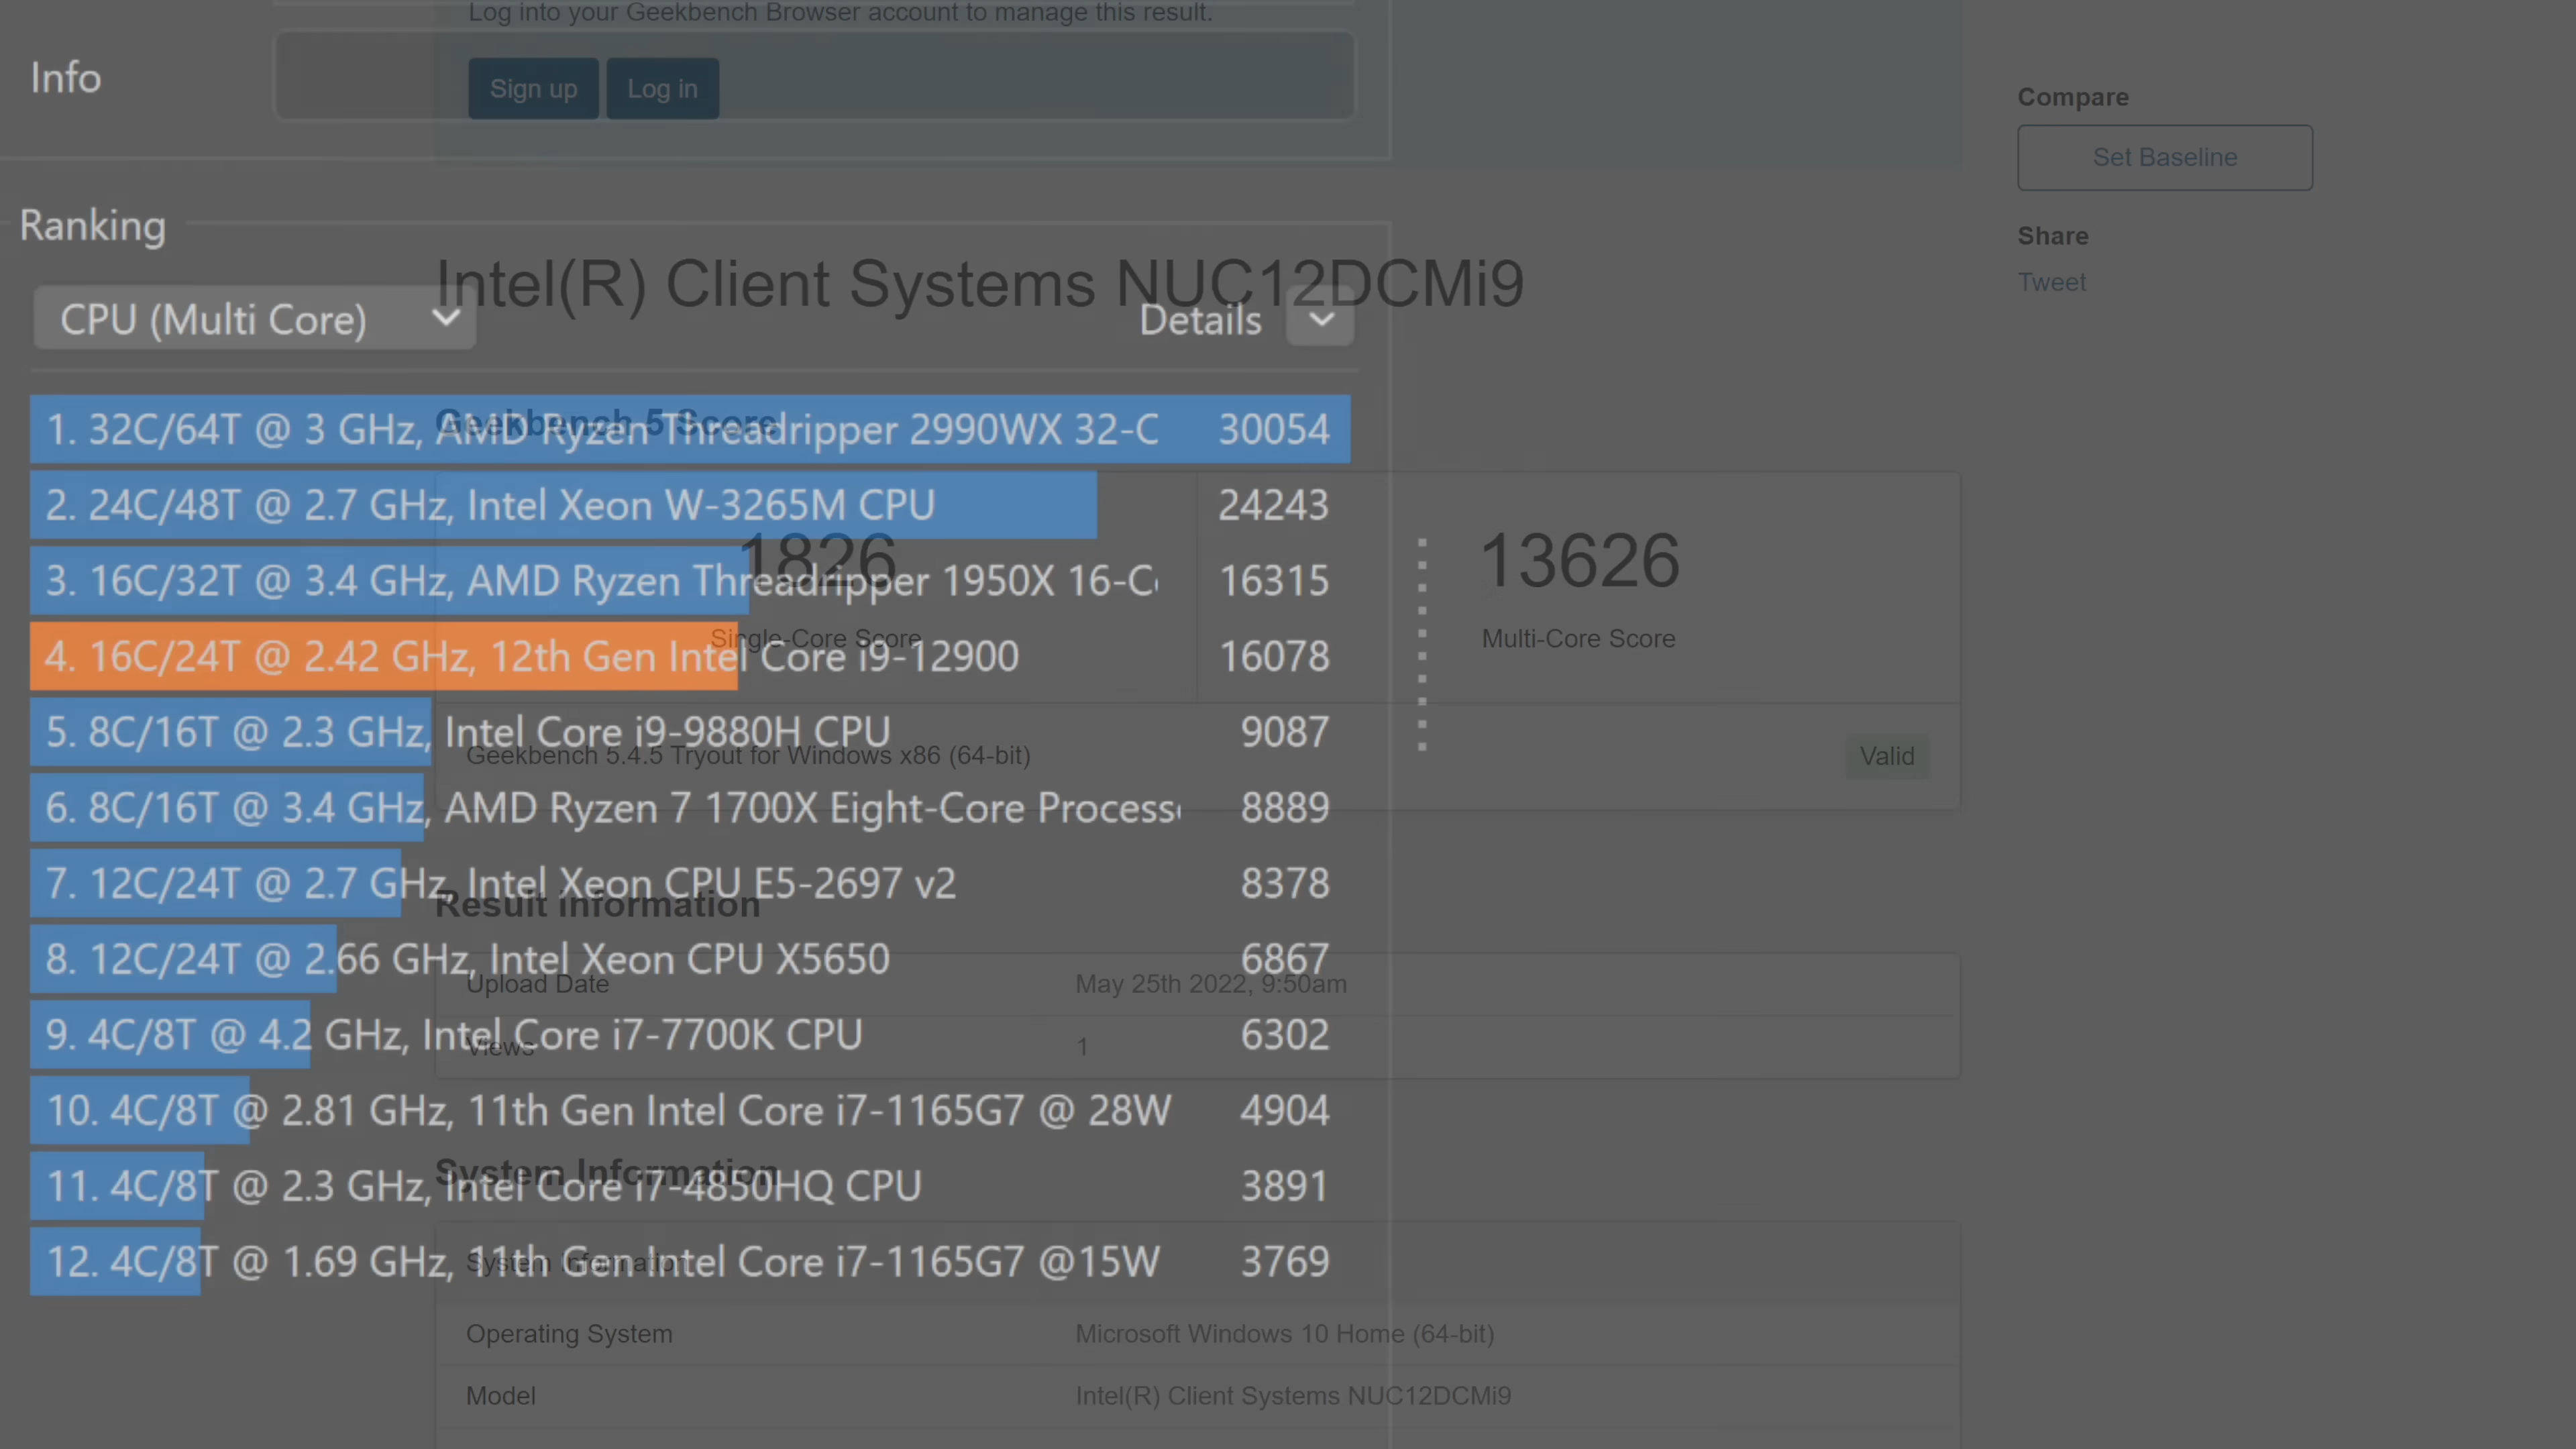 Log into your Geekbench Browser account to manage this result.
Info
Sign up
Log in
Compare
Set Baseline
Share
Tweet
Ranking
Intel(R) Client Systems NUC12DCMi9
CPU (Multi Core)
Details
Geekbench 5 Score
1. 32C/64T @ 3 GHz, AMD Ryzen Threadripper 2990WX 32-C 30054
2. 24C/48T @ 2.7 GHz, Intel Xeon W-3265M CPU 24243
1826
13626
3. 16C/32T @ 3.4 GHz, AMD Ryzen Threadripper 1950X 16-C 16315
Single-Core Score
Multi-Core Score
4. 16C/24T @ 2.42 GHz, 12th Gen Intel Core i9-12900 16078
5. 8C/16T @ 2.3 GHz, Intel Core i9-9880H CPU 9087
Geekbench 5.4.5 Tryout for Windows x86 (64-bit)
Valid
6. 8C/16T @ 3.4 GHz, AMD Ryzen 7 1700X Eight-Core Process 8889
7. 12C/24T @ 2.7 GHz, Intel Xeon CPU E5-2697 v2 8378
Result Information
8. 12C/24T @ 2.66 GHz, Intel Xeon CPU X5650 6867
Upload Date May 25th 2022, 9:50am
9. 4C/8T @ 4.2 GHz, Intel Core i7-7700K CPU 6302
Views 1
10. 4C/8T @ 2.81 GHz, 11th Gen Intel Core i7-1165G7 @ 28W 4904
System Information
11. 4C/8T @ 2.3 GHz, Intel Core i7-4850HQ CPU 3891
12. 4C/8T @ 1.69 GHz, 11th Gen Intel Core i7-1165G7 @15W 3769
System Information
Operating System Microsoft Windows 10 Home (64-bit)
Model Intel(R) Client Systems NUC12DCMi9